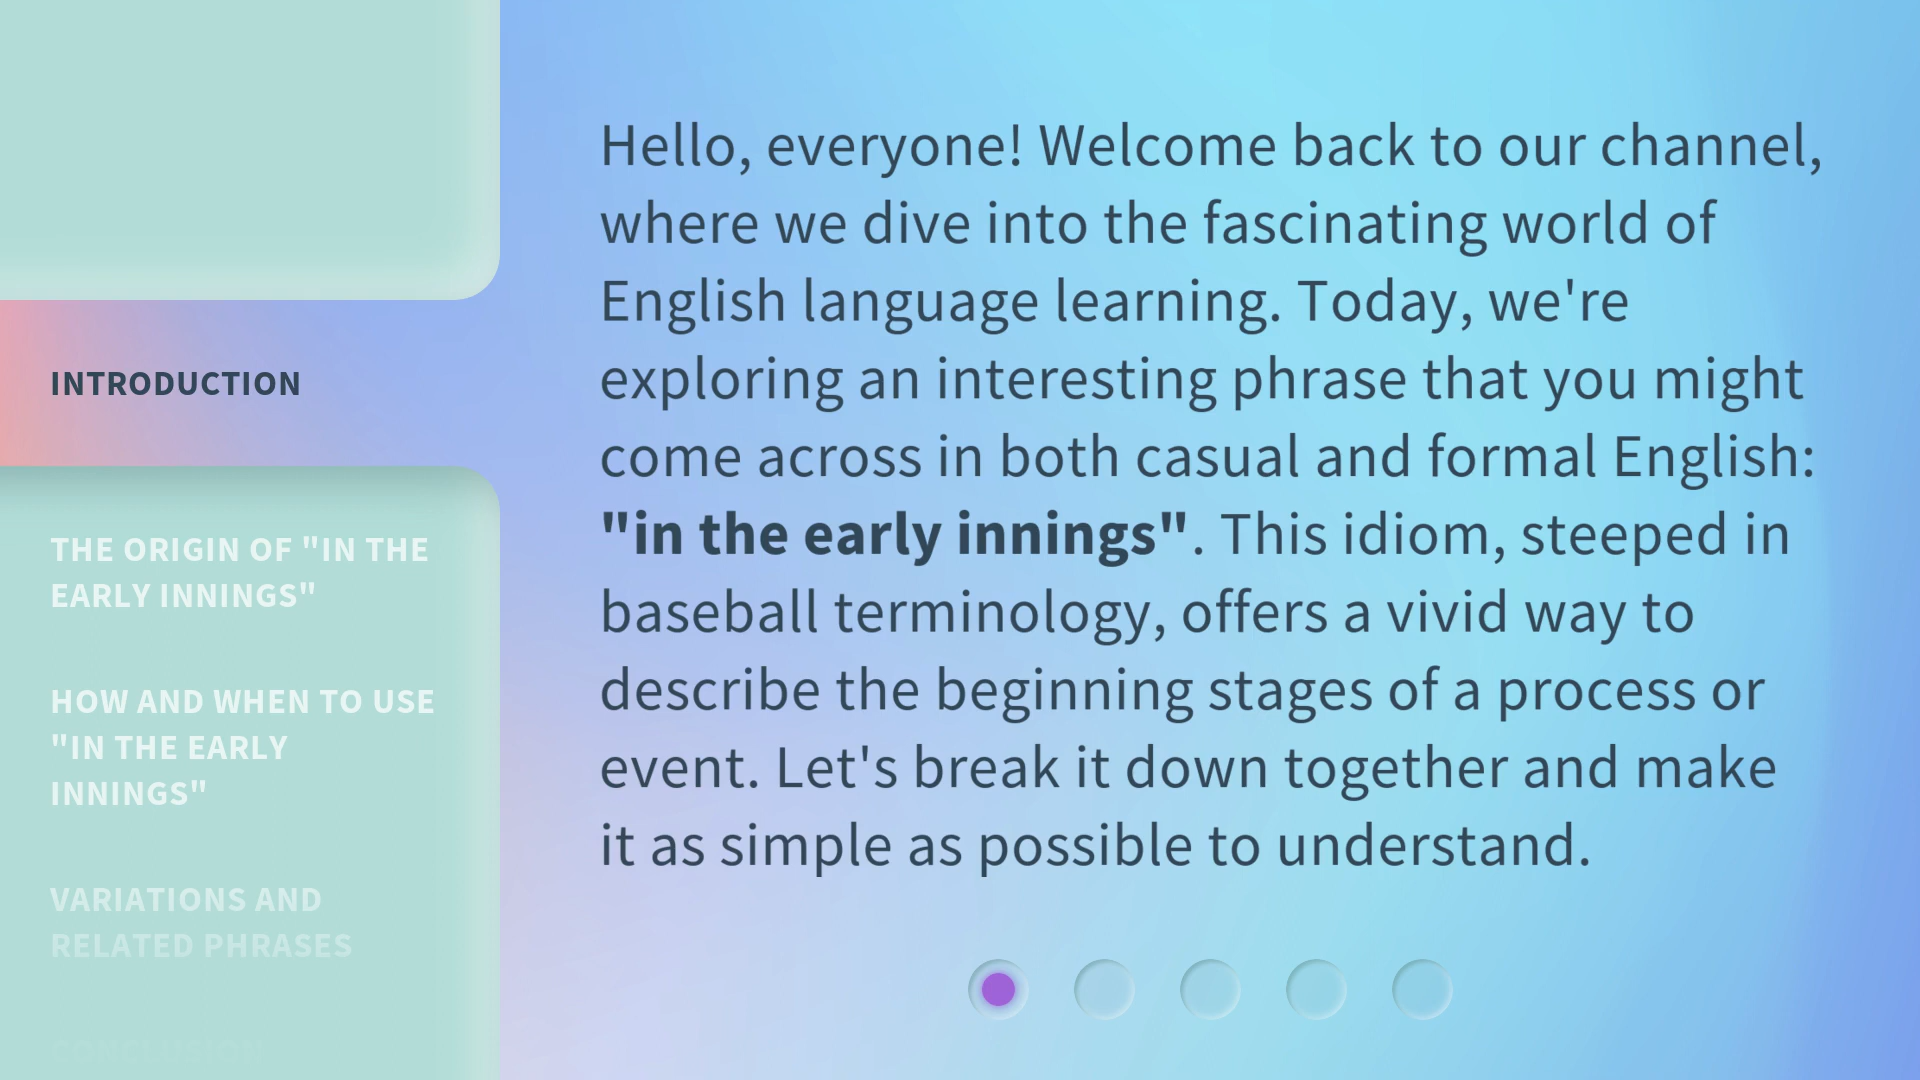 INTRODUCTION
THE ORIGIN OF "IN THE
EARLY INNINGS"
HOW AND WHEN TO USE
"IN THE EARLY
INNINGS"
VARIATIONS AND
RELATED PHRASES
CONCLUSION
Hello, everyone! Welcome back to our channel,
where we dive into the fascinating world of
English language learning. Today, we're
exploring an interesting phrase that you might
come across in both casual and formal English:
"in the early innings". This idiom, steeped in
baseball terminology, offers a vivid way to
describe the beginning stages of a process or
event. Let's break it down together and make
it as simple as possible to understand.